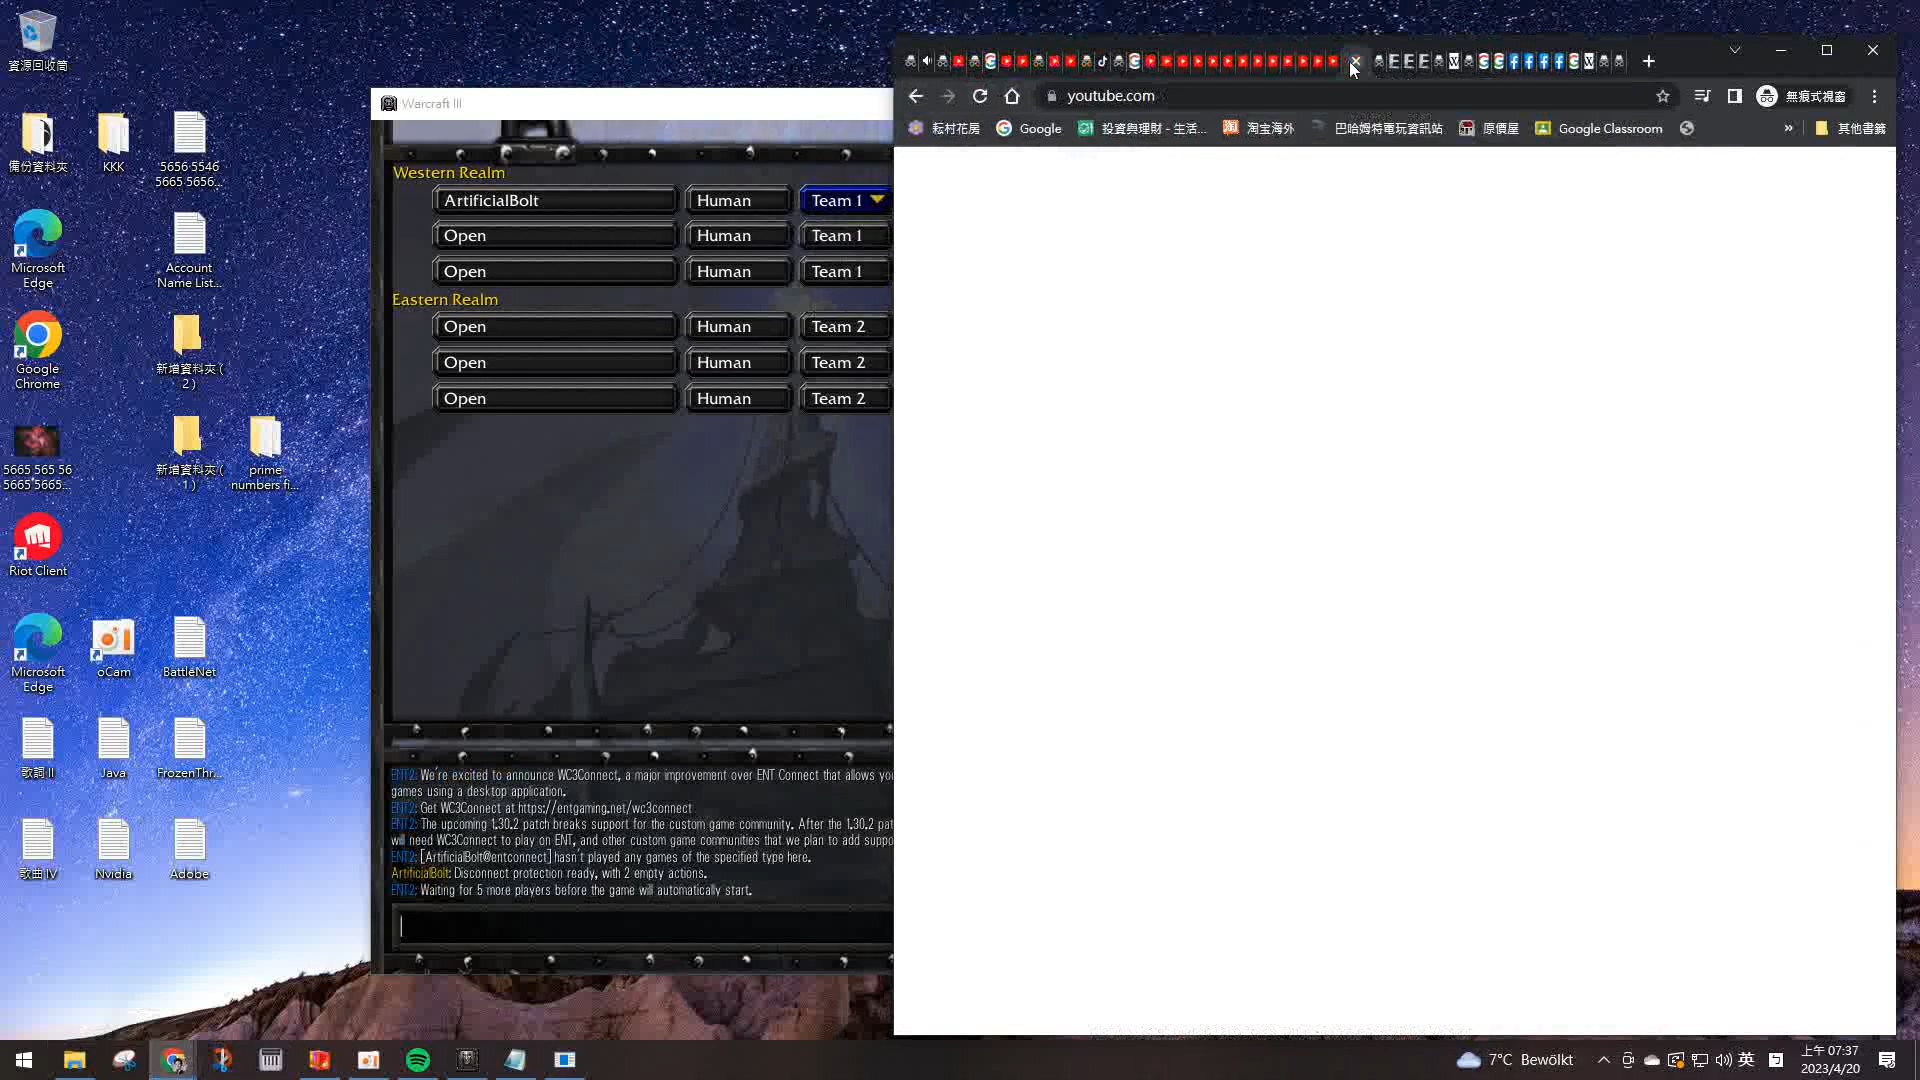 資源回收筒
備份資料夾
KKK
5656 5546
5665 5656...
Microsoft
Edge
Account
Name List...
Google
Chrome
新增資料夾 (
2 )
5665 565 56
5665 5665...
新增資料夾 (
1 )
prime
numbers fi...
Riot Client
Microsoft
Edge
oCam
BattleNet
歌詞 II
Java
FrozenThr...
歌曲 IV
Nvidia
Adobe
Warcraft III
Western Realm
ArtificialBolt Human Team 1
Open Human Team 1
Open Human Team 1
Eastern Realm
Open Human Team 2
Open Human Team 2
Open Human Team 2
ENT2: We're excited to announce WC3Connect, a major improvement over ENT Connect that allows you
games using a desktop application.
ENT2: Get WC3Connect at https://entgaming.net/wc3connect
ENT2: The upcoming 1.30.2 patch breaks support for the custom game community. After the 1.30.2 pat
will need WC3Connect to play on ENT, and other custom game communities that we plan to add suppo
ENT2: [ArtificialBolt@entconnect] hasn't played any games of the specified type here.
ArtificialBolt: Disconnect protection ready, with 2 empty actions.
ENT2: Waiting for 5 more players before the game will automatically start.
youtube.com
無痕式視窗
耘村花房
Google
投資與理財 - 生活...
淘宝海外
巴哈姆特電玩資訊站
原價屋
Google Classroom
»
其他書籤
7°C Bewölkt
英
上午 07:37
2023/4/20